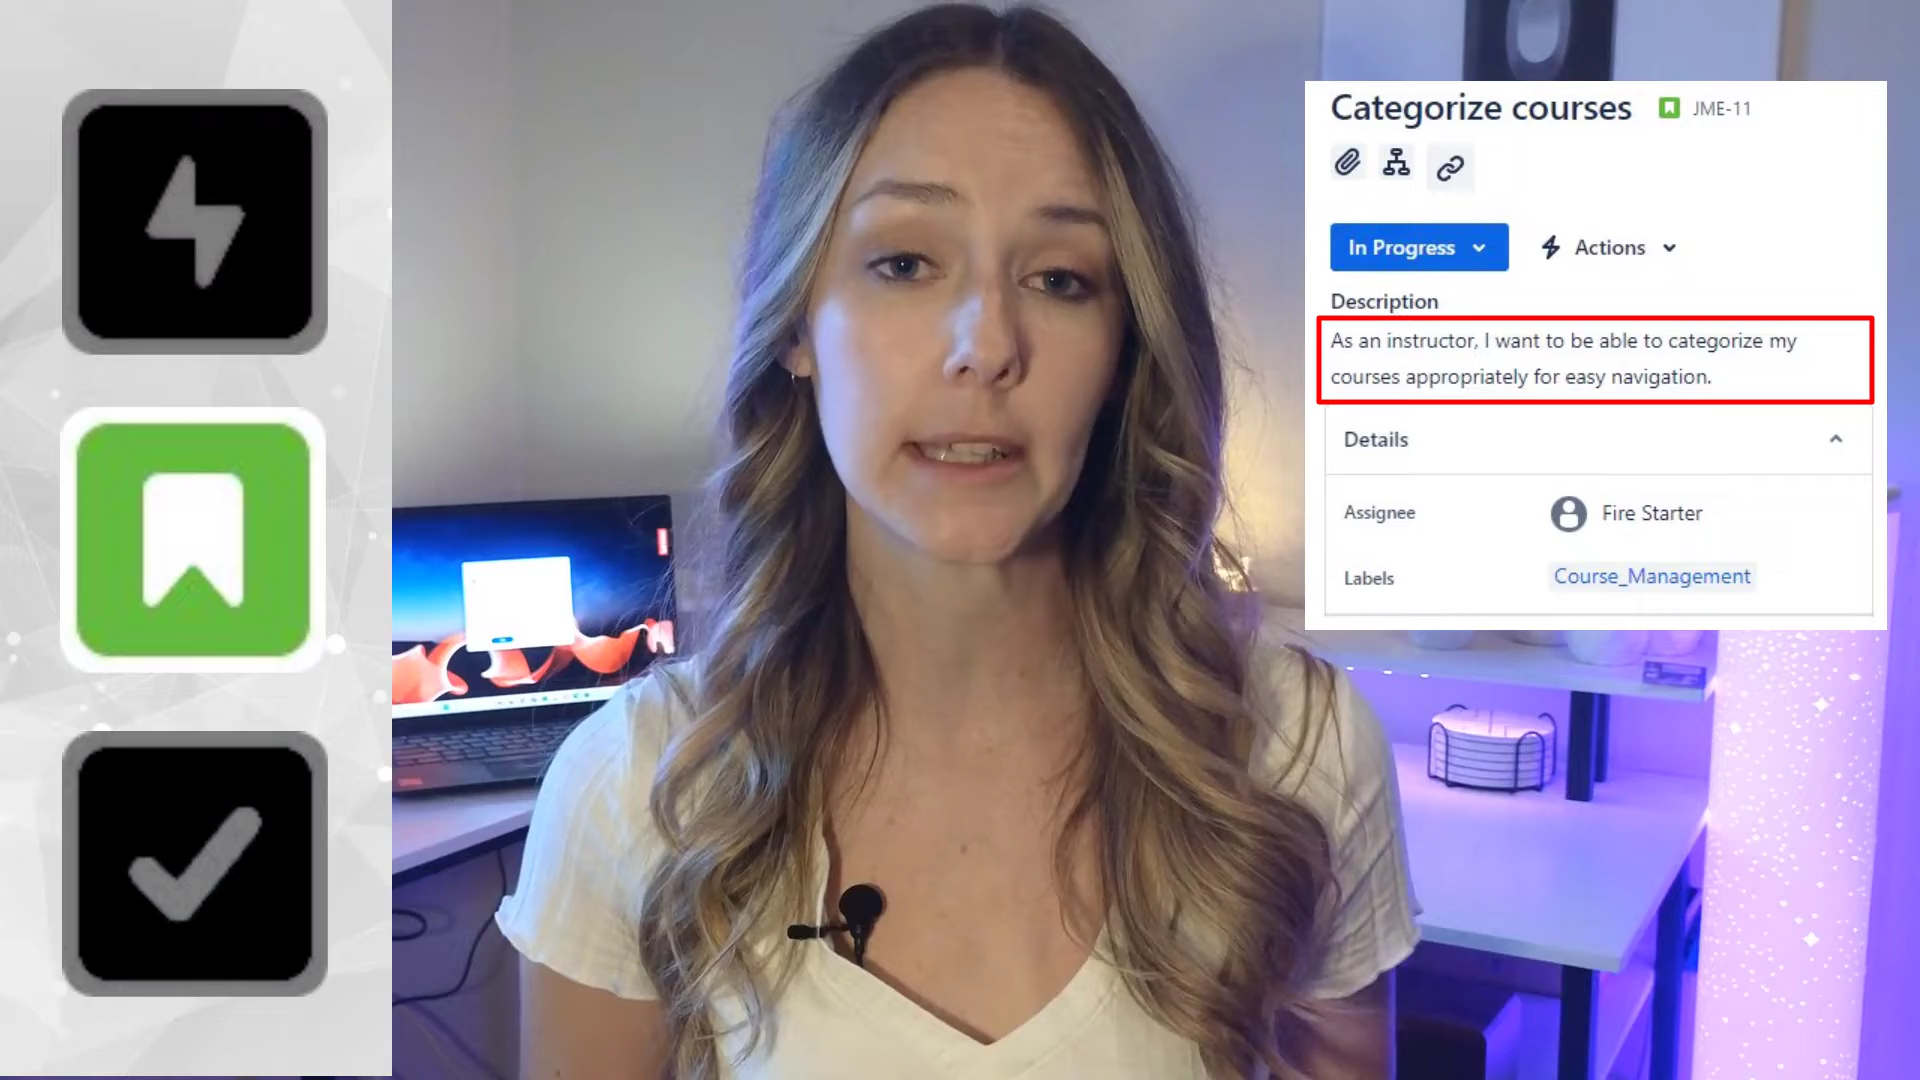 Categorize courses JME-11
In Progress Actions
Description
As an instructor, I want to be able to categorize my
courses appropriately for easy navigation.
Details
Assignee Fire Starter
Labels Course_Management